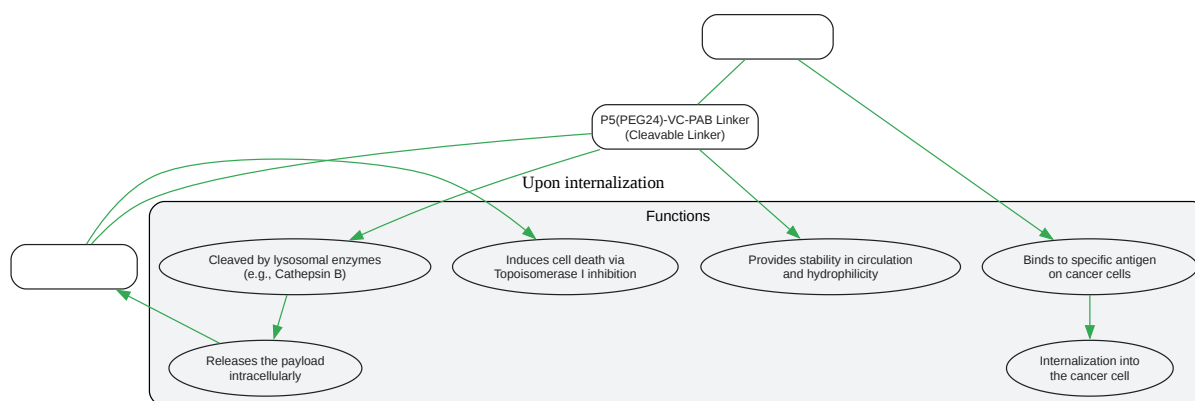 P5(PEG24)-VC-PAB Linker
(Cleavable Linker)
Upon internalization
Functions
Cleaved by lysosomal enzymes
(e.g., Cathepsin B)
Induces cell death via
Topoisomerase I inhibition
Provides stability in circulation
and hydrophilicity
Binds to specific antigen
on cancer cells
Releases the payload
intracellularly
Internalization into
the cancer cell